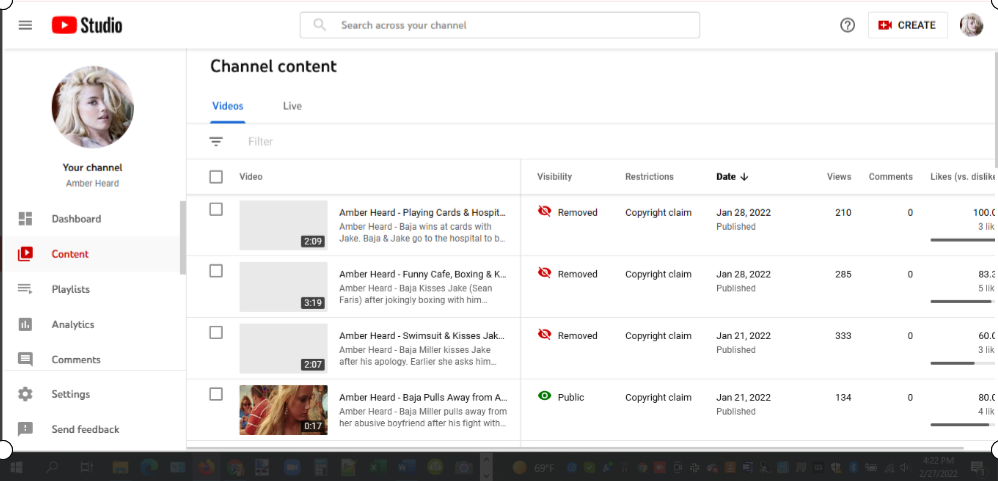 Studio
Search across your channel
CREATE
Channel content
Videos
Live
Filter
Your channel
Amber Heard
Dashboard
Content
Playlists
Analytics
Comments
Settings
Send feedback
Video
Visibility
Restrictions
Date
Views
Comments
Likes (vs. dislike
2:09
Amber Heard - Playing Cards & Hospit...
Amber Heard - Baja wins at cards with
Jake. Baja & Jake go to the hospital to b...
Removed
Copyright claim
Jan 28, 2022
Published
210
0
100.0
3 lik
3:19
Amber Heard - Funny Cafe, Boxing & K...
Amber Heard - Baja Kisses Jake (Sean
Faris) after jokingly boxing with him...
Removed
Copyright claim
Jan 28, 2022
Published
285
0
83.3
5 lik
2:07
Amber Heard - Swimsuit & Kisses Jak...
Amber Heard - Baja Miller kisses Jake
after his apology. Earlier she asks him...
Removed
Copyright claim
Jan 21, 2022
Published
333
0
60.0
3 lik
0:17
Amber Heard - Baja Pulls Away from A...
Amber Heard - Baja Miller pulls away from
her abusive boyfriend after his fight with...
Public
Copyright claim
Jan 21, 2022
Published
134
0
80.0
4 lik
69°F
4:22 PM
2/27/2022